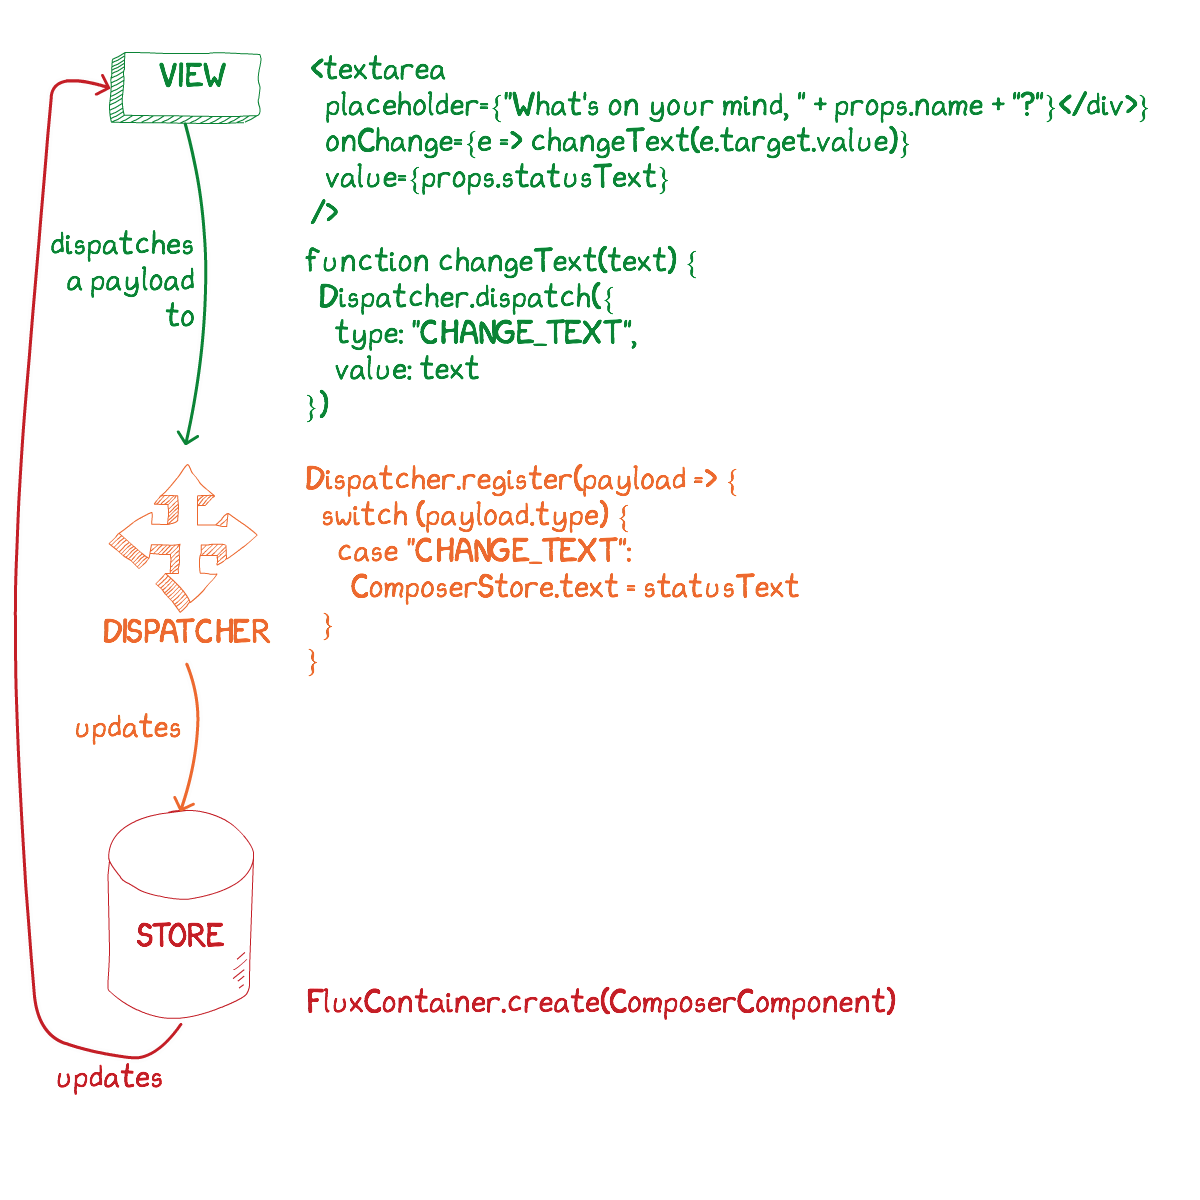 VIEW
<textarea
placeholder={"What's on your mind, " + props.name + "?"}</div>}
onChange={e => changeText(e.target.value)}
value={props.statusText}
/>
dispatches
a payload
to
function changeText(text) {
Dispatcher.dispatch({
type: "CHANGE_TEXT",
value: text
})
DISPATCHER
Dispatcher.register(payload => {
switch (payload.type) {
case "CHANGE_TEXT":
ComposerStore.text = statusText
}
}
updates
STORE
FluxContainer.create(ComposerComponent)
updates